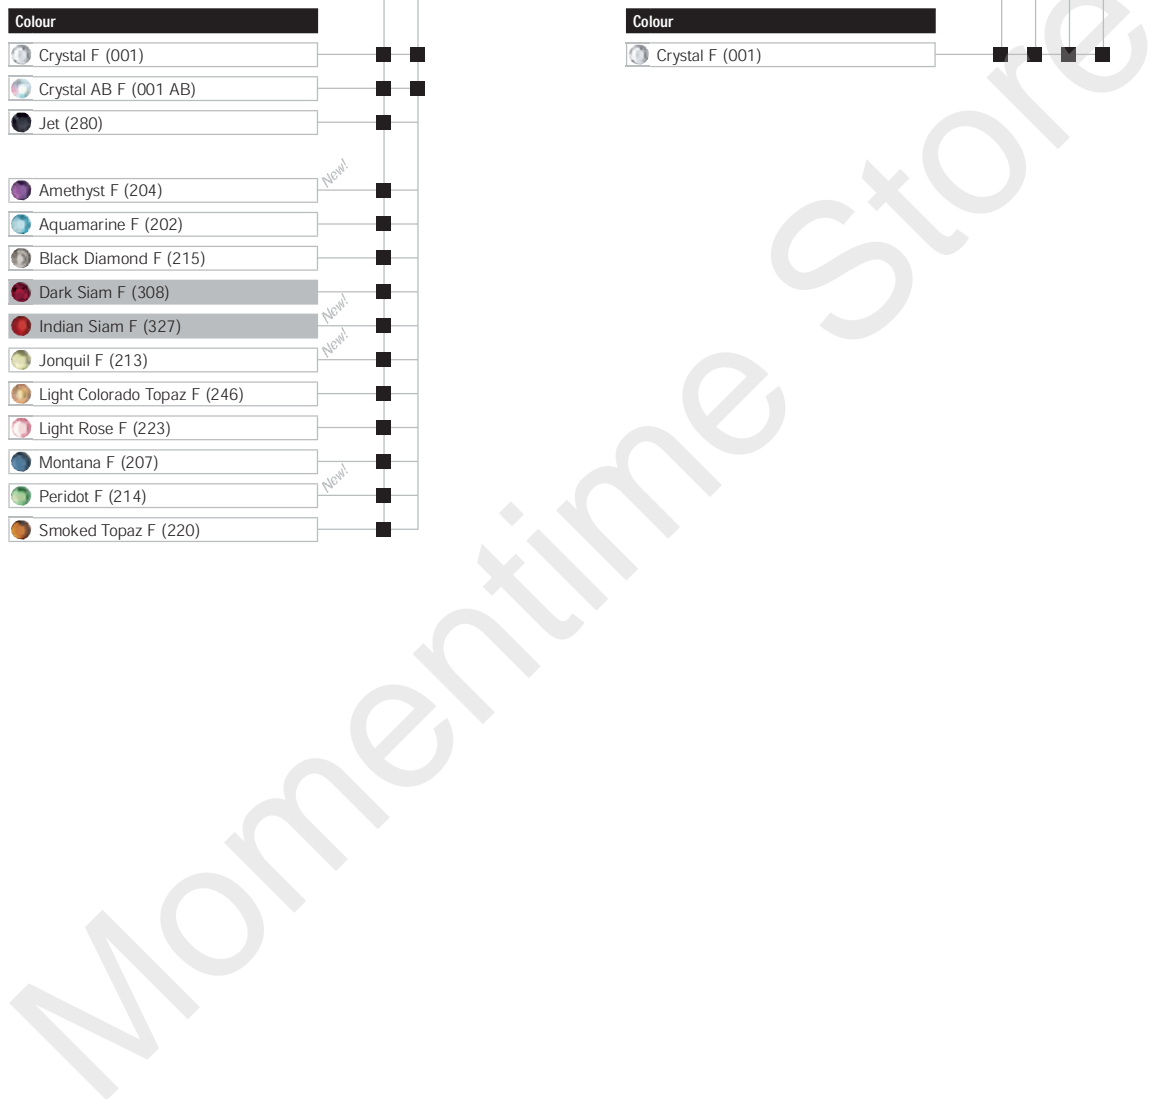 Colour
Crystal F (001)
Crystal AB F (001 AB)
Jet (280)
New!
Amethyst F (204)
Aquamarine F (202)
Black Diamond F (215)
Dark Siam F (308)
New!
Indian Siam F (327)
New!
Jonquil F (213)
Light Colorado Topaz F (246)
Light Rose F (223)
Montana F (207)
New!
Peridot F (214)
Smoked Topaz F (220)
Colour
Crystal F (001)
Momentime Store